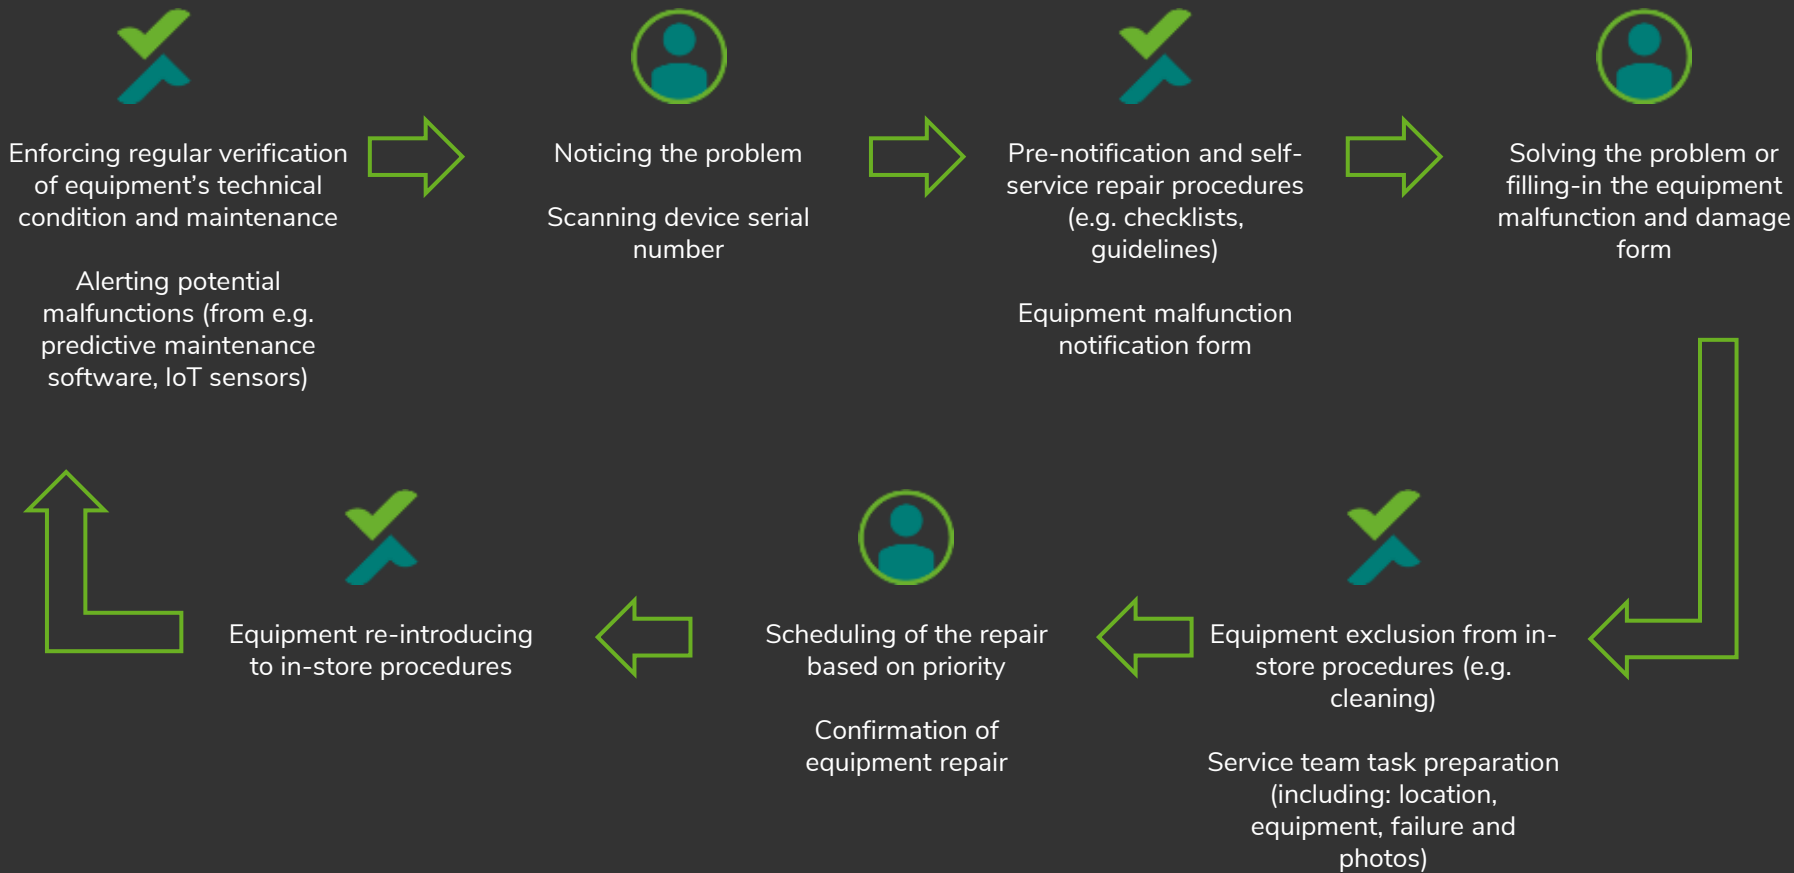 Enforcing regular verification
of equipment's technical
condition and maintenance
Alerting potential
malfunctions (from e.g.
predictive maintenance
software, IoT sensors)
Noticing the problem
Scanning device serial
number
Pre-notification and self-
service repair procedures
(e.g. checklists,
guidelines)
Equipment malfunction
notification form
Solving the problem or
filling-in the equipment
malfunction and damage
form
Equipment exclusion from in-
store procedures (e.g.
cleaning)
Service team task preparation
(including: location,
equipment, failure and
photos)
Scheduling of the repair
based on priority
Confirmation of
equipment repair
Equipment re-introducing
to in-store procedures